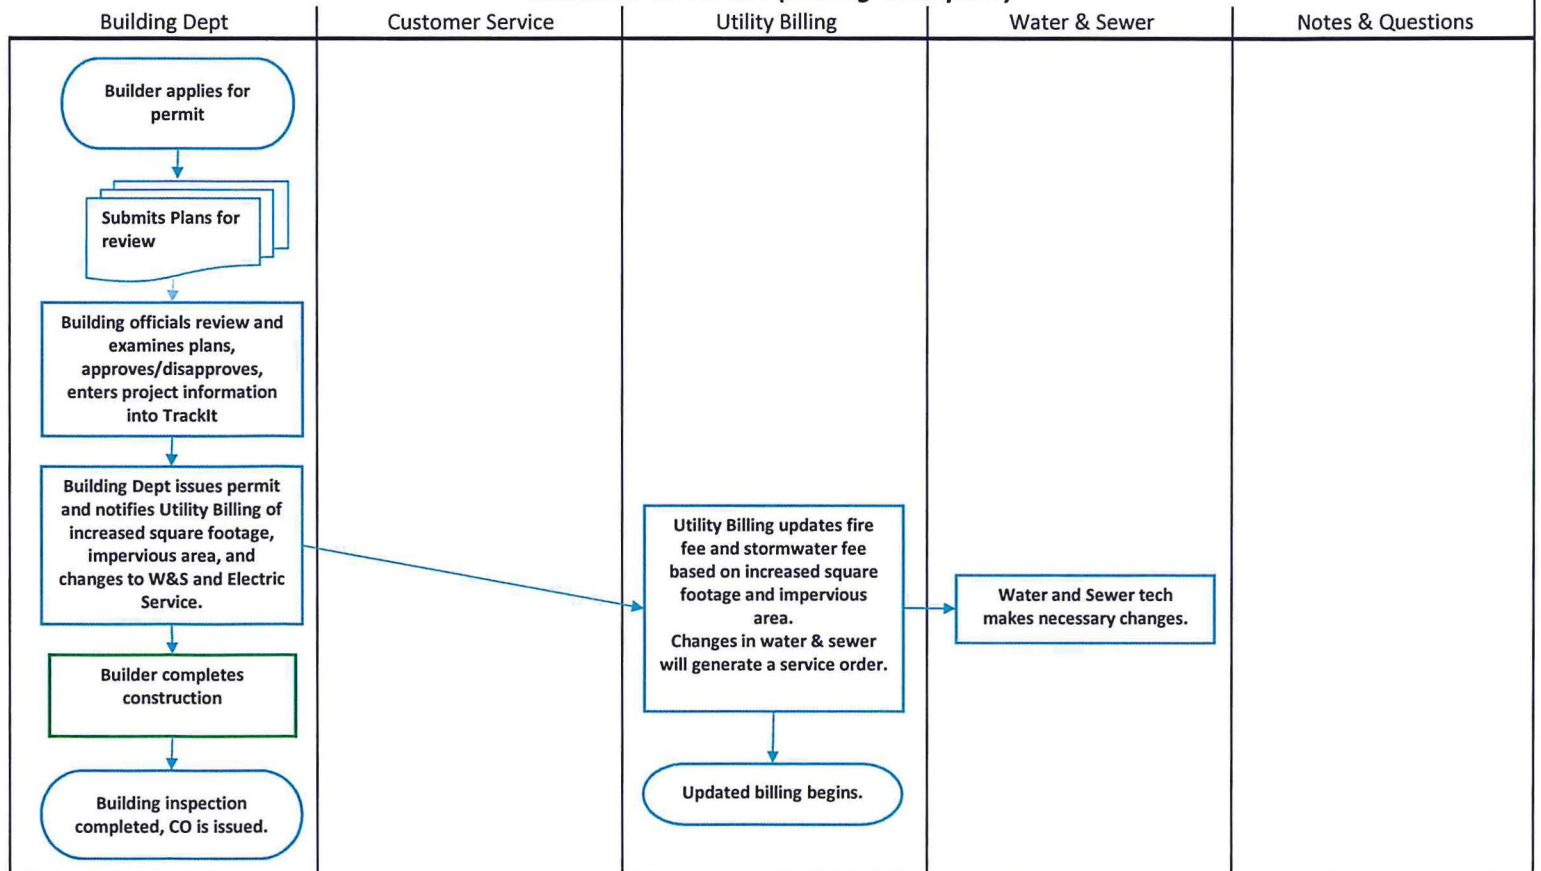 Building Dept
Customer Service
Utility Billing
Water & Sewer
Notes & Questions
Builder applies for
permit
Submits Plans for
review
Building officials review and
examines plans,
approves/disapproves,
enters project information
into TrackIt
Building Dept issues permit
and notifies Utility Billing of
increased square footage,
impervious area, and
changes to W&S and Electric
Service.
Builder completes
construction
Building inspection
completed, CO is issued.
Utility Billing updates fire
fee and stormwater fee
based on increased square
footage and impervious
area.
Changes in water & sewer
will generate a service order.
Updated billing begins.
Water and Sewer tech
makes necessary changes.